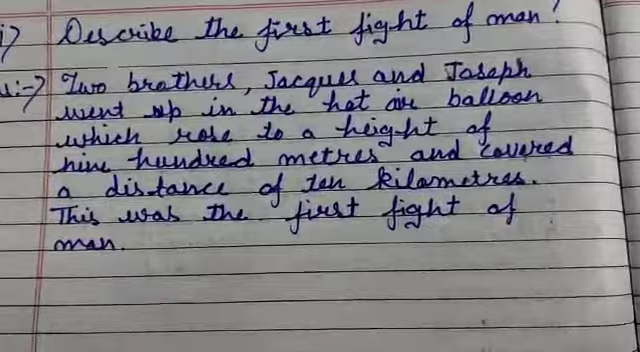 i) Describe the first fight of man!
:-) Two brothers, Jacques and Joseph
went up in the hot air balloon
which rose to a height of
nine hundred metres and covered
a distance of ten kilometres.
This was the first fight of
man.